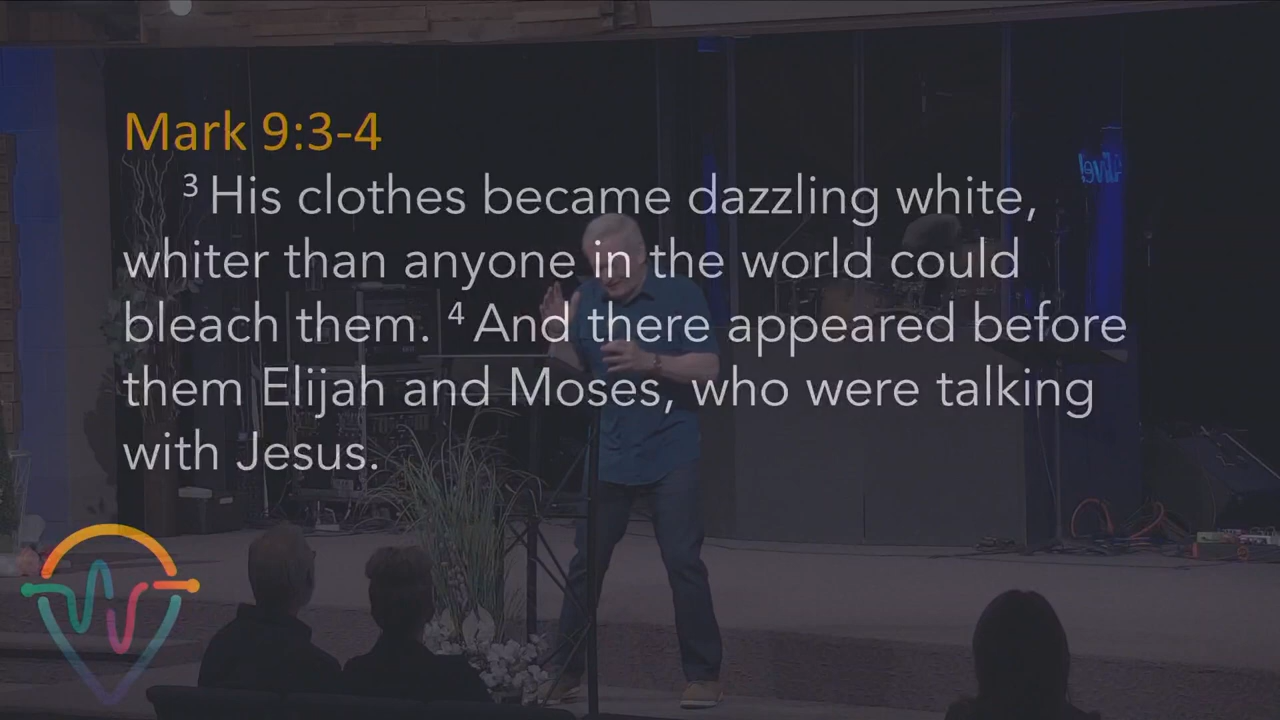 Mark 9:3-4
³ His clothes became dazzling white,
whiter than anyone in the world could
bleach them. ⁴ And there appeared before
them Elijah and Moses, who were talking
with Jesus.